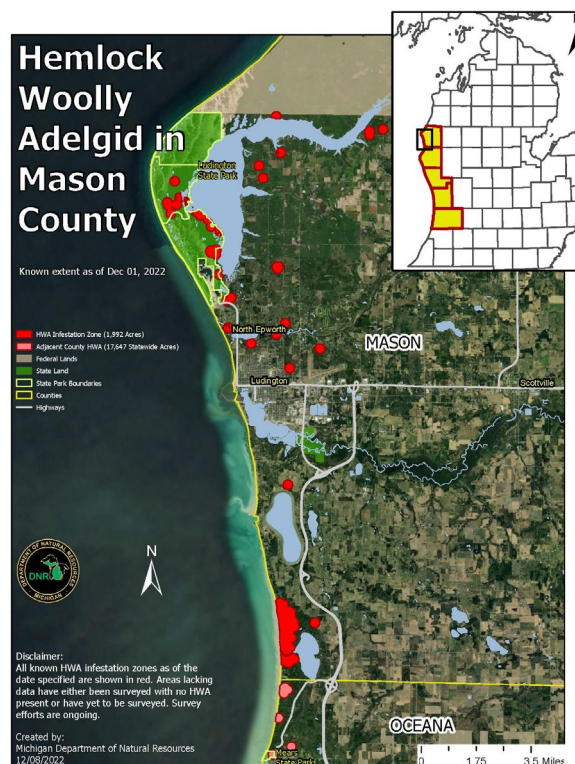 Hemlock
Woolly
Adelgid in
Mason
County
Known extent as of Dec 01, 2022
HWA Infestation Zone (1,992 Acres)
Adjacent County HWA (17,647 Statewide Acres)
Federal Lands
State Land
State Park Boundaries
Counties
Highways
Ludington
State Park
North Epworth
MASON
Ludington
Scottville
DEPARTMENT OF NATURAL RESOURCES
DNR
MICHIGAN
N
Disclaimer:
All known HWA infestation zones as of the
date specified are shown in red. Areas lacking
data have either been surveyed with no HWA
present or have yet to be surveyed. Survey
efforts are ongoing.
Created by:
Michigan Department of Natural Resources
12/08/2022
OCEANA
Mears
State Park
0 1.75 3.5 Miles